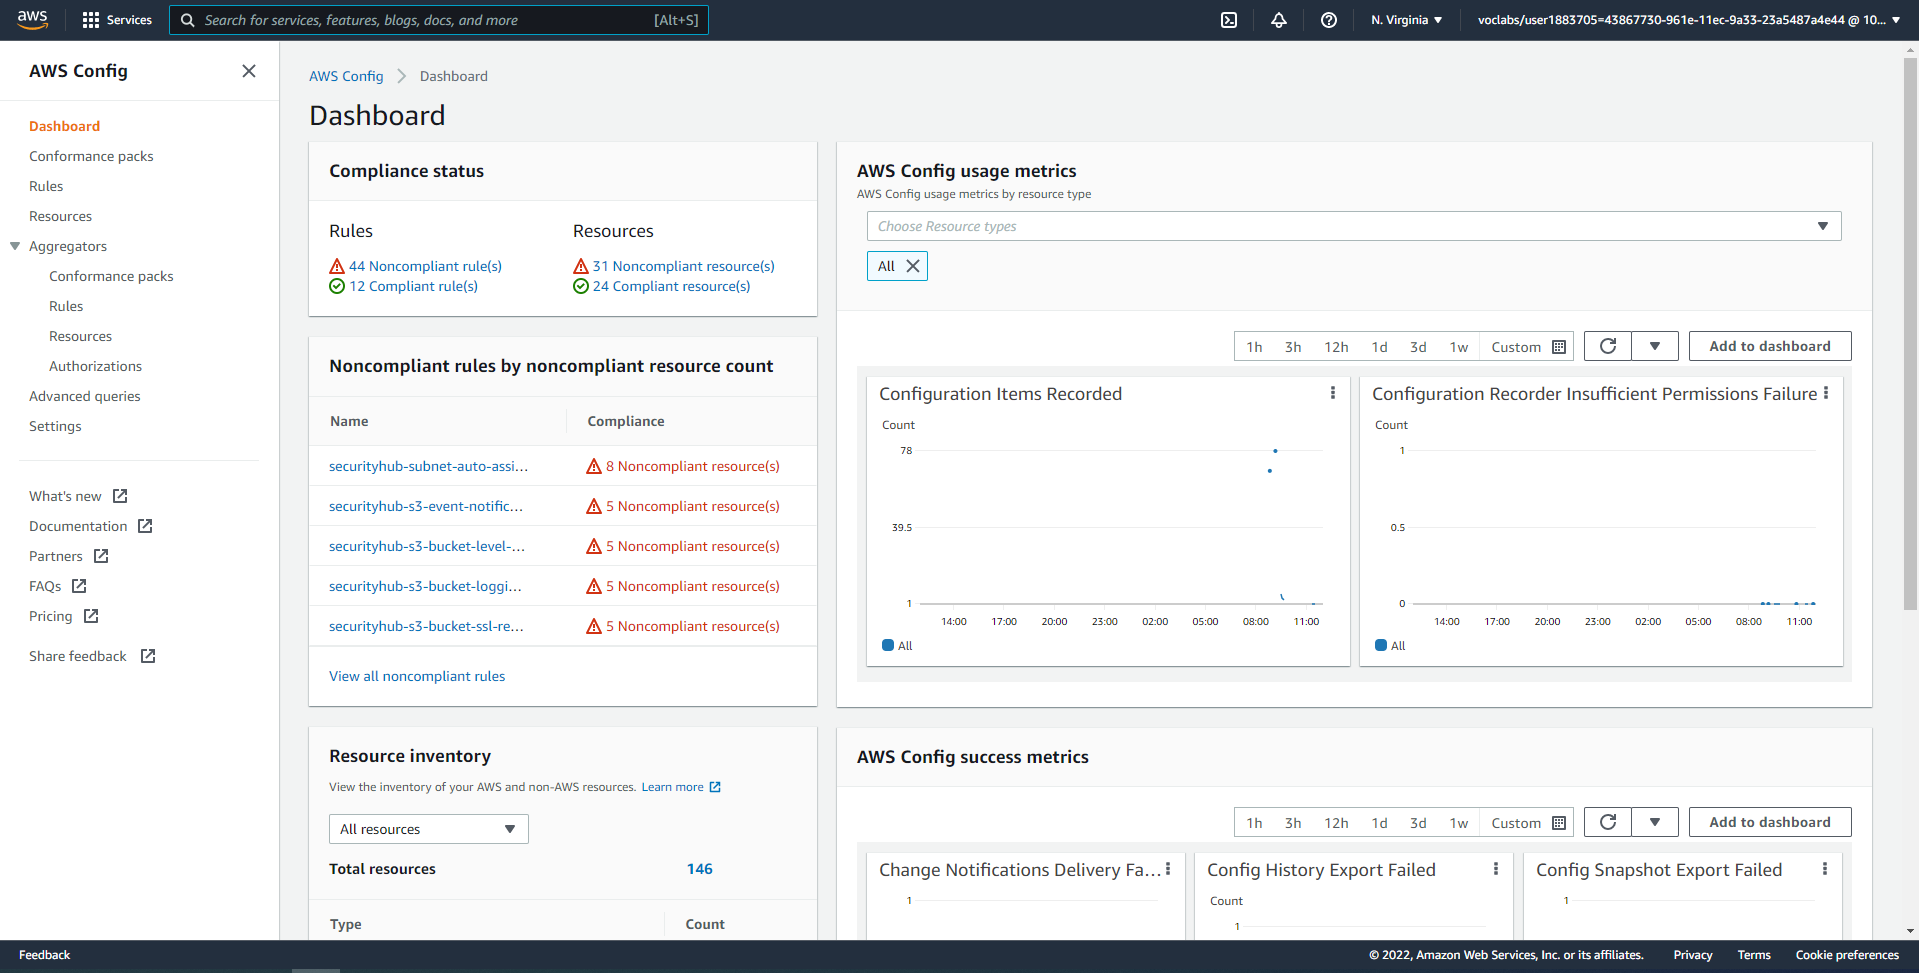 aws
Services
Search for services, features, blogs, docs, and more
[Alt+S]
N. Virginia
voclabs/user1883705=43867730-961e-11ec-9a33-23a5487a4e44 @ 10...
AWS Config
Dashboard
Conformance packs
Rules
Resources
Aggregators
Conformance packs
Rules
Resources
Authorizations
Advanced queries
Settings
What's new
Documentation
Partners
FAQs
Pricing
Share feedback
AWS Config
Dashboard
Dashboard
Compliance status
Rules
Resources
44 Noncompliant rule(s)
31 Noncompliant resource(s)
12 Compliant rule(s)
24 Compliant resource(s)
Noncompliant rules by noncompliant resource count
Name
Compliance
securityhub-subnet-auto-assi...
8 Noncompliant resource(s)
securityhub-s3-event-notific...
5 Noncompliant resource(s)
securityhub-s3-bucket-level-...
5 Noncompliant resource(s)
securityhub-s3-bucket-loggi...
5 Noncompliant resource(s)
securityhub-s3-bucket-ssl-re...
5 Noncompliant resource(s)
View all noncompliant rules
Resource inventory
View the inventory of your AWS and non-AWS resources. Learn more
All resources
Total resources
146
Type
Count
AWS Config usage metrics
AWS Config usage metrics by resource type
Choose Resource types
All
1h 3h 12h 1d 3d 1w Custom
Add to dashboard
Configuration Items Recorded
Count
78
39.5
1
14:00 17:00 20:00 23:00 02:00 05:00 08:00 11:00
All
Configuration Recorder Insufficient Permissions Failure
Count
1
0.5
0
14:00 17:00 20:00 23:00 02:00 05:00 08:00 11:00
All
AWS Config success metrics
1h 3h 12h 1d 3d 1w Custom
Add to dashboard
Change Notifications Delivery Fa...
1
Config History Export Failed
Count
1
Config Snapshot Export Failed
1
Feedback
© 2022, Amazon Web Services, Inc. or its affiliates.
Privacy
Terms
Cookie preferences